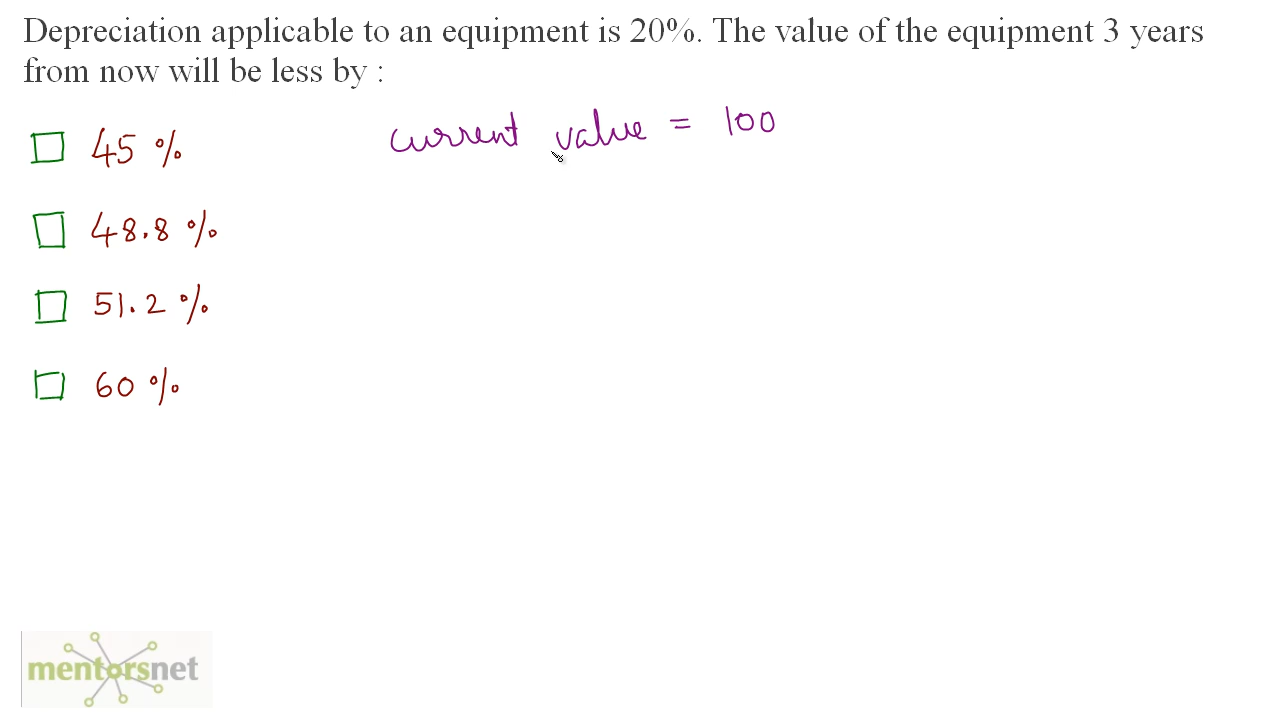 Depreciation applicable to an equipment is 20%. The value of the equipment 3 years
from now will be less by :
current value = 100
45 %
48.8 %
51.2 %
60 %
mentorsnet